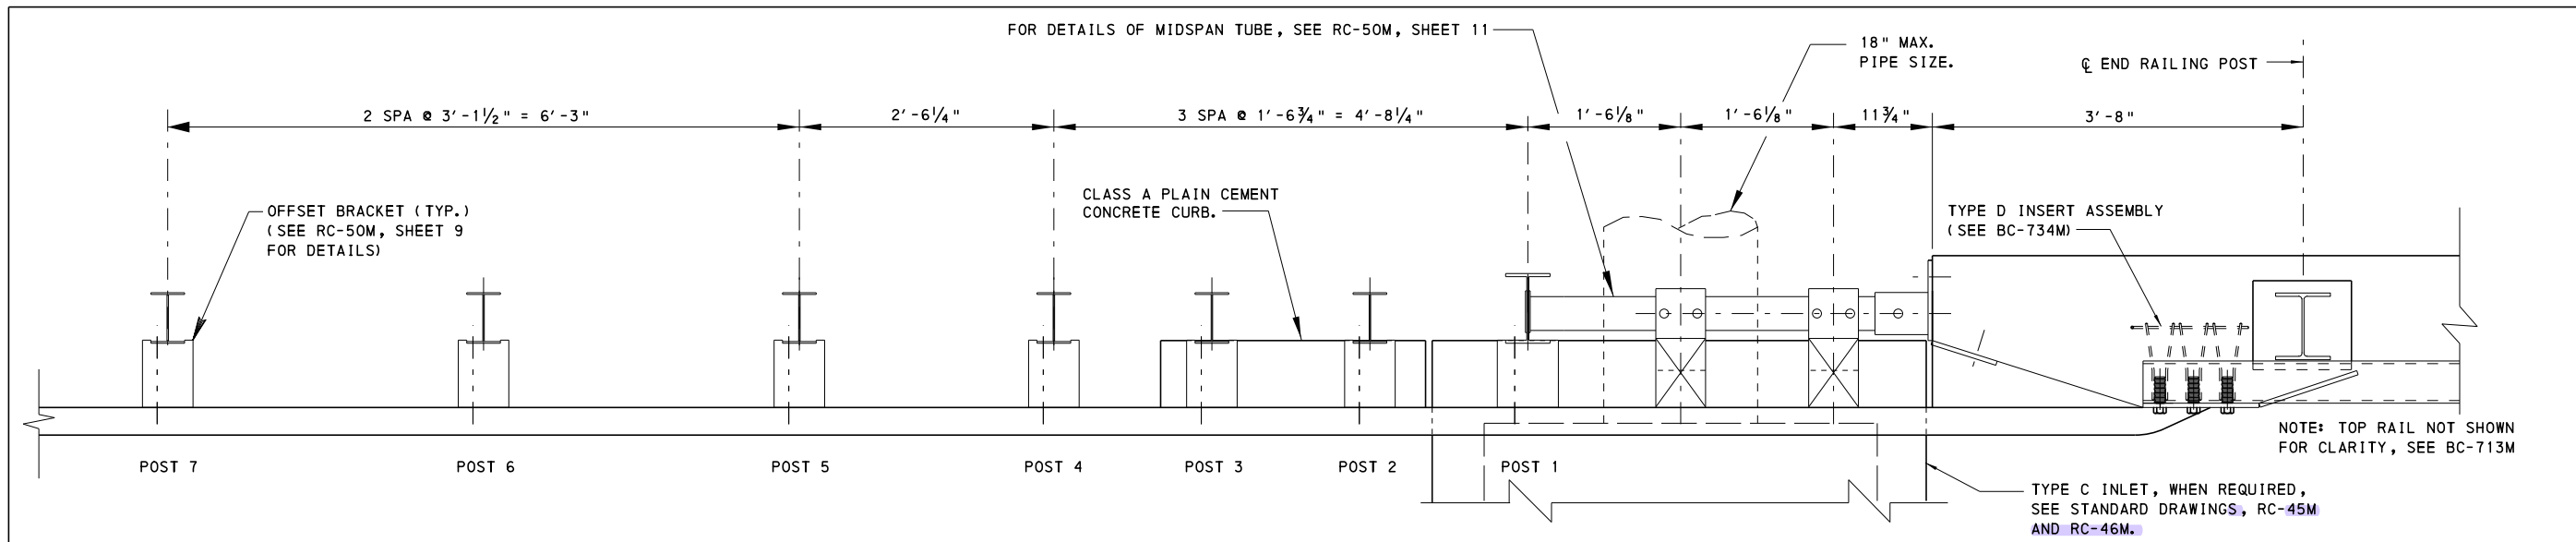 FOR DETAILS OF MIDSPAN TUBE, SEE RC-50M, SHEET 11
18" MAX.
PIPE SIZE.
℄ END RAILING POST
2 SPA @ 3'-1½" = 6'-3"
2'-6¼"
3 SPA @ 1'-6¾" = 4'-8¼"
1'-6⅛"
1'-6⅛"
11¾"
3'-8"
OFFSET BRACKET (TYP.)
(SEE RC-50M, SHEET 9
FOR DETAILS)
CLASS A PLAIN CEMENT
CONCRETE CURB.
TYPE D INSERT ASSEMBLY
(SEE BC-734M)
NOTE: TOP RAIL NOT SHOWN
FOR CLARITY, SEE BC-713M
POST 7
POST 6
POST 5
POST 4
POST 3
POST 2
POST 1
TYPE C INLET, WHEN REQUIRED,
SEE STANDARD DRAWINGS, RC-45M
AND RC-46M.